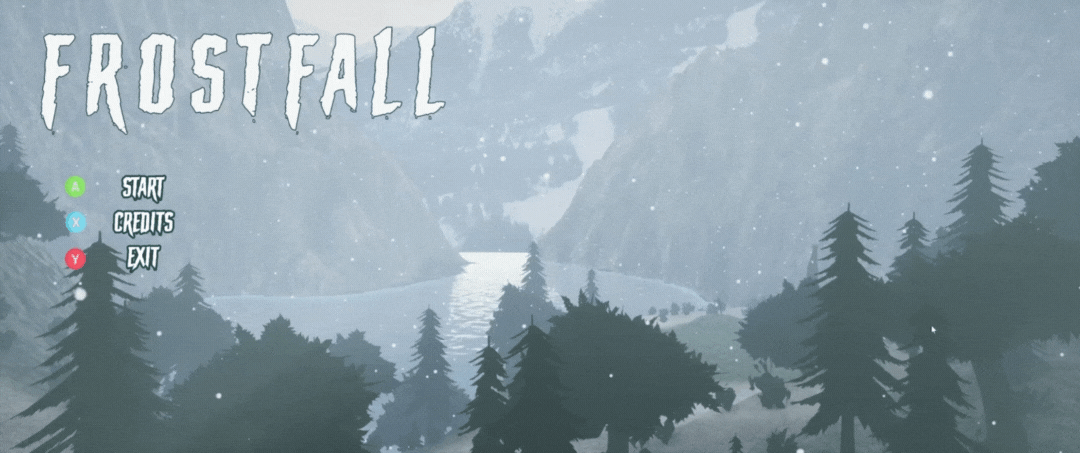 FROSTFALL
A START
X CREDITS
Y EXIT